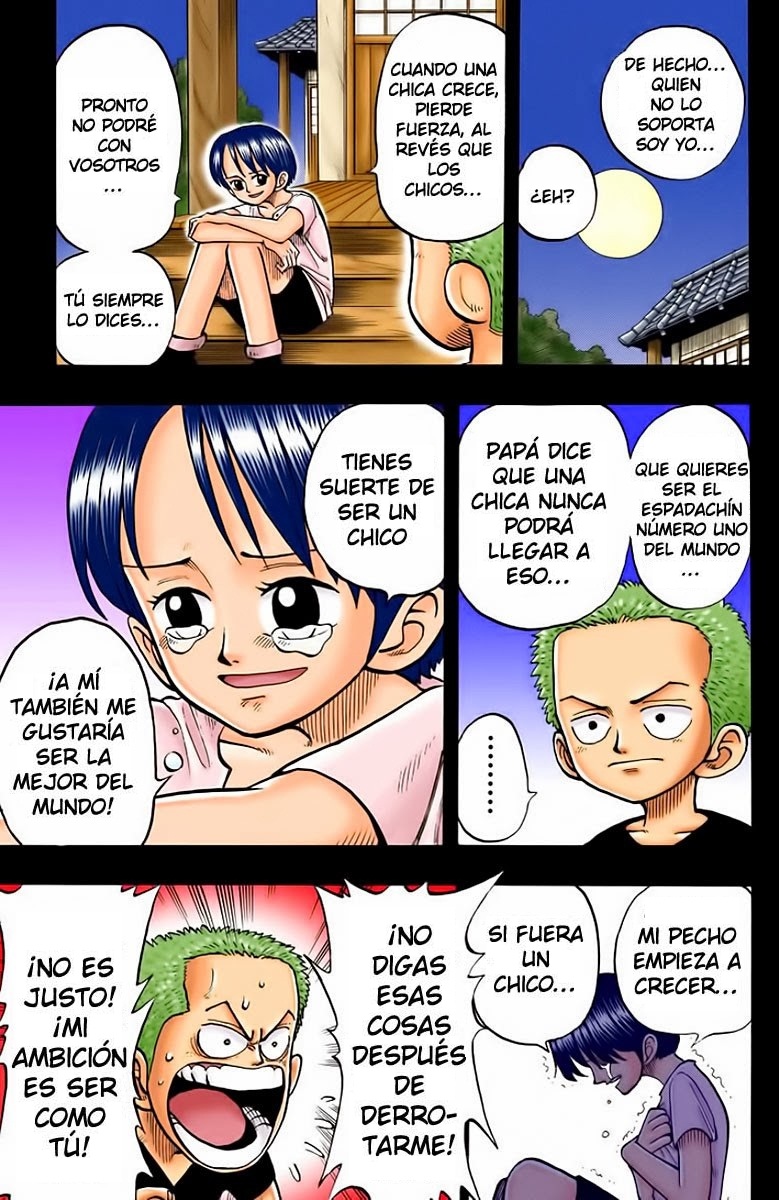 DE HECHO...
QUIEN
NO LO
SOPORTA
SOY YO...
¿EH?
CUANDO UNA
CHICA CRECE,
PIERDE
FUERZA, AL
REVÉS QUE
LOS
CHICOS...
PRONTO
NO PODRÉ
CON
VOSOTROS
...
TÚ SIEMPRE
LO DICES...
QUE QUIERES
SER EL
ESPADACHÍN
NÚMERO UNO
DEL MUNDO
...
PAPÁ DICE
QUE UNA
CHICA NUNCA
PODRÁ
LLEGAR A
ESO...
.........
TIENES
SUERTE DE
SER UN
CHICO
¡A MÍ
TAMBIÉN ME
GUSTARÍA
SER LA
MEJOR DEL
MUNDO!
MI PECHO
EMPIEZA A
CRECER...
SI FUERA
UN
CHICO...
¡NO
DIGAS
ESAS
COSAS
DESPUÉS
DE
DERRO-
TARME!
¡NO ES
JUSTO!
¡MI
AMBICIÓN
ES SER
COMO
TÚ!